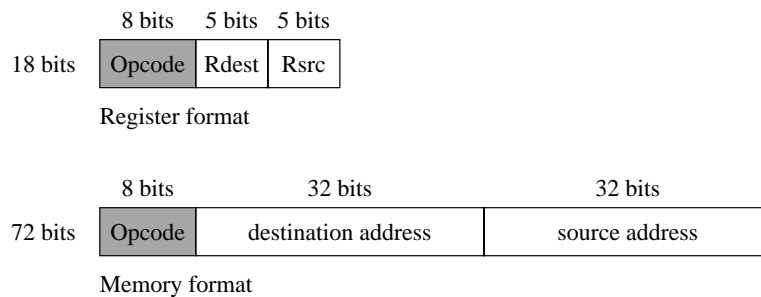 8 bits 5 bits 5 bits
18 bits Opcode Rdest Rsrc
Register format
8 bits 32 bits 32 bits
72 bits Opcode destination address source address
Memory format